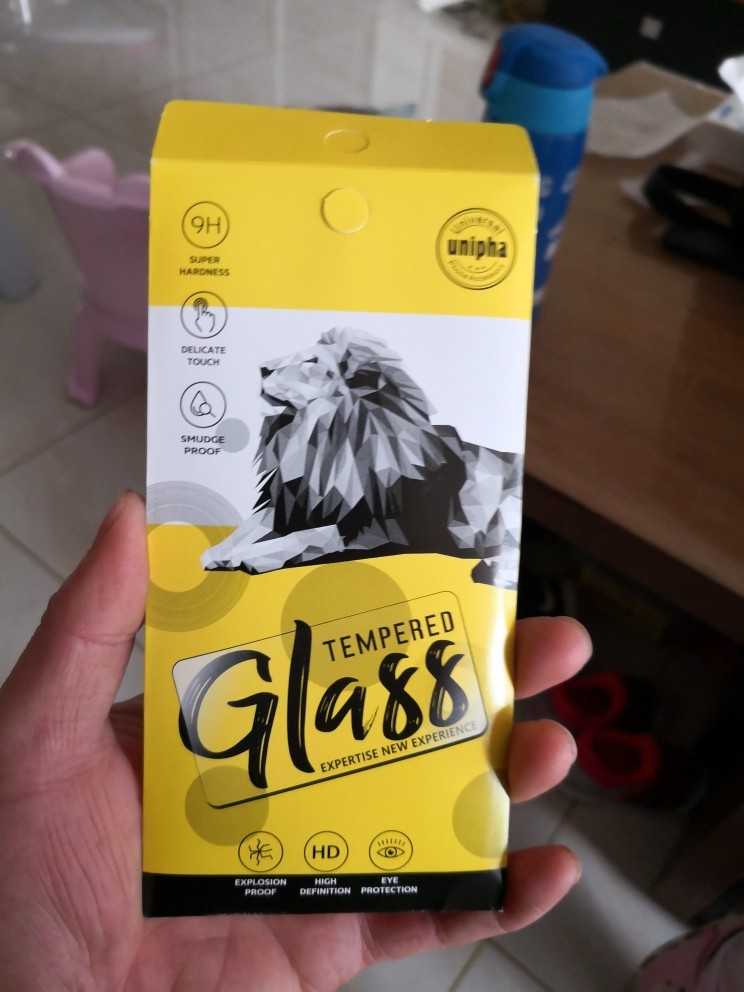 9H
SUPER
HARDNESS
Universal
unipha
DELICATE
TOUCH
SMUDGE
PROOF
TEMPERED
Glass
EXPERTISE NEW EXPERIENCE
EXPLOSION
PROOF
HD
HIGH
DEFINITION
EYE
PROTECTION